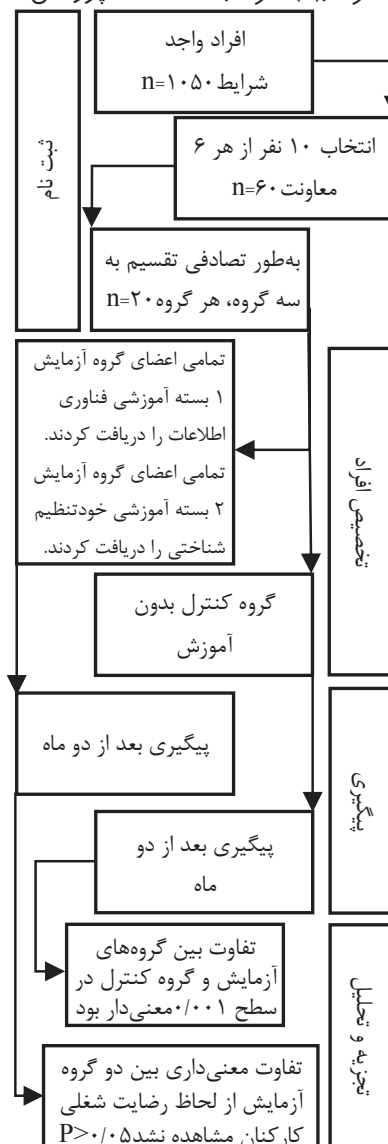 افراد واجد
شرایط n=۱۰۵۰
ثبت نام
انتخاب ۱۰ نفر از هر ۶
معاونت n=۶۰
به‌طور تصادفی تقسیم به
سه گروه، هر گروه n=۲۰
تمامی اعضای گروه آزمایش
۱ بسته آموزشی فناوری
اطلاعات را دریافت کردند.
تمامی اعضای گروه آزمایش
۲ بسته آموزشی خودتنظیم
شناختی را دریافت کردند.
تخصیص افراد
گروه کنترل بدون
آموزش
پیگیری بعد از دو ماه
پیگیری
پیگیری بعد از دو
ماه
تفاوت بین گروه‌های
آزمایش و گروه کنترل در
سطح ۰/۰۰۱ معنی‌دار بود
تجزیه و تحلیل
تفاوت معنی‌داری بین دو گروه
آزمایش از لحاظ رضایت شغلی
کارکنان مشاهده نشد P>۰/۰۵